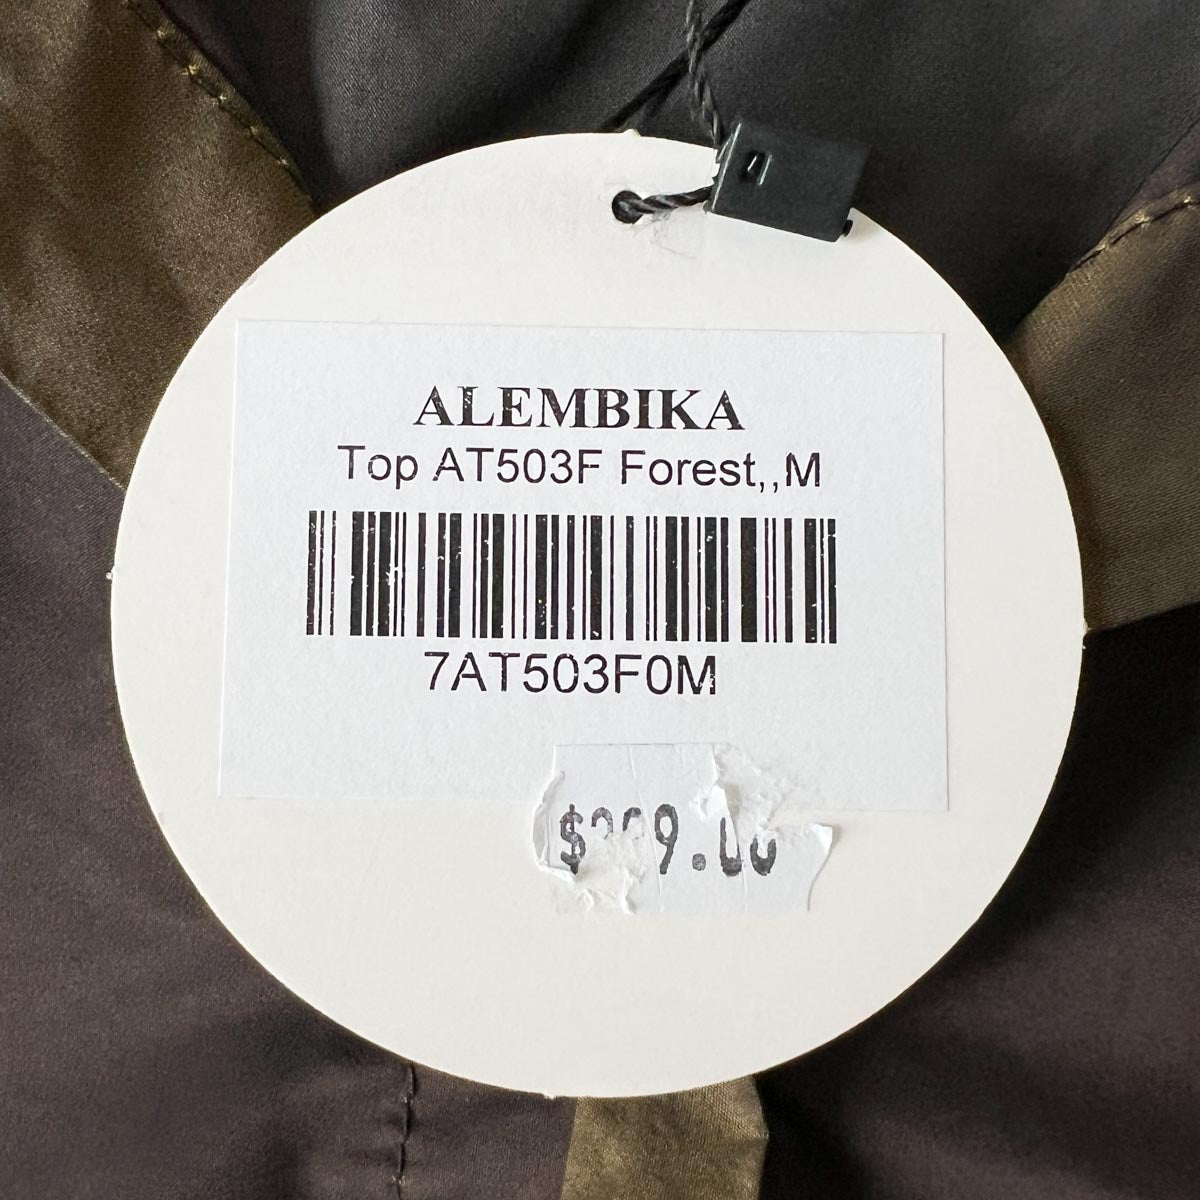 ALEMBIKA
Top AT503F Forest,,M
7AT503F0M